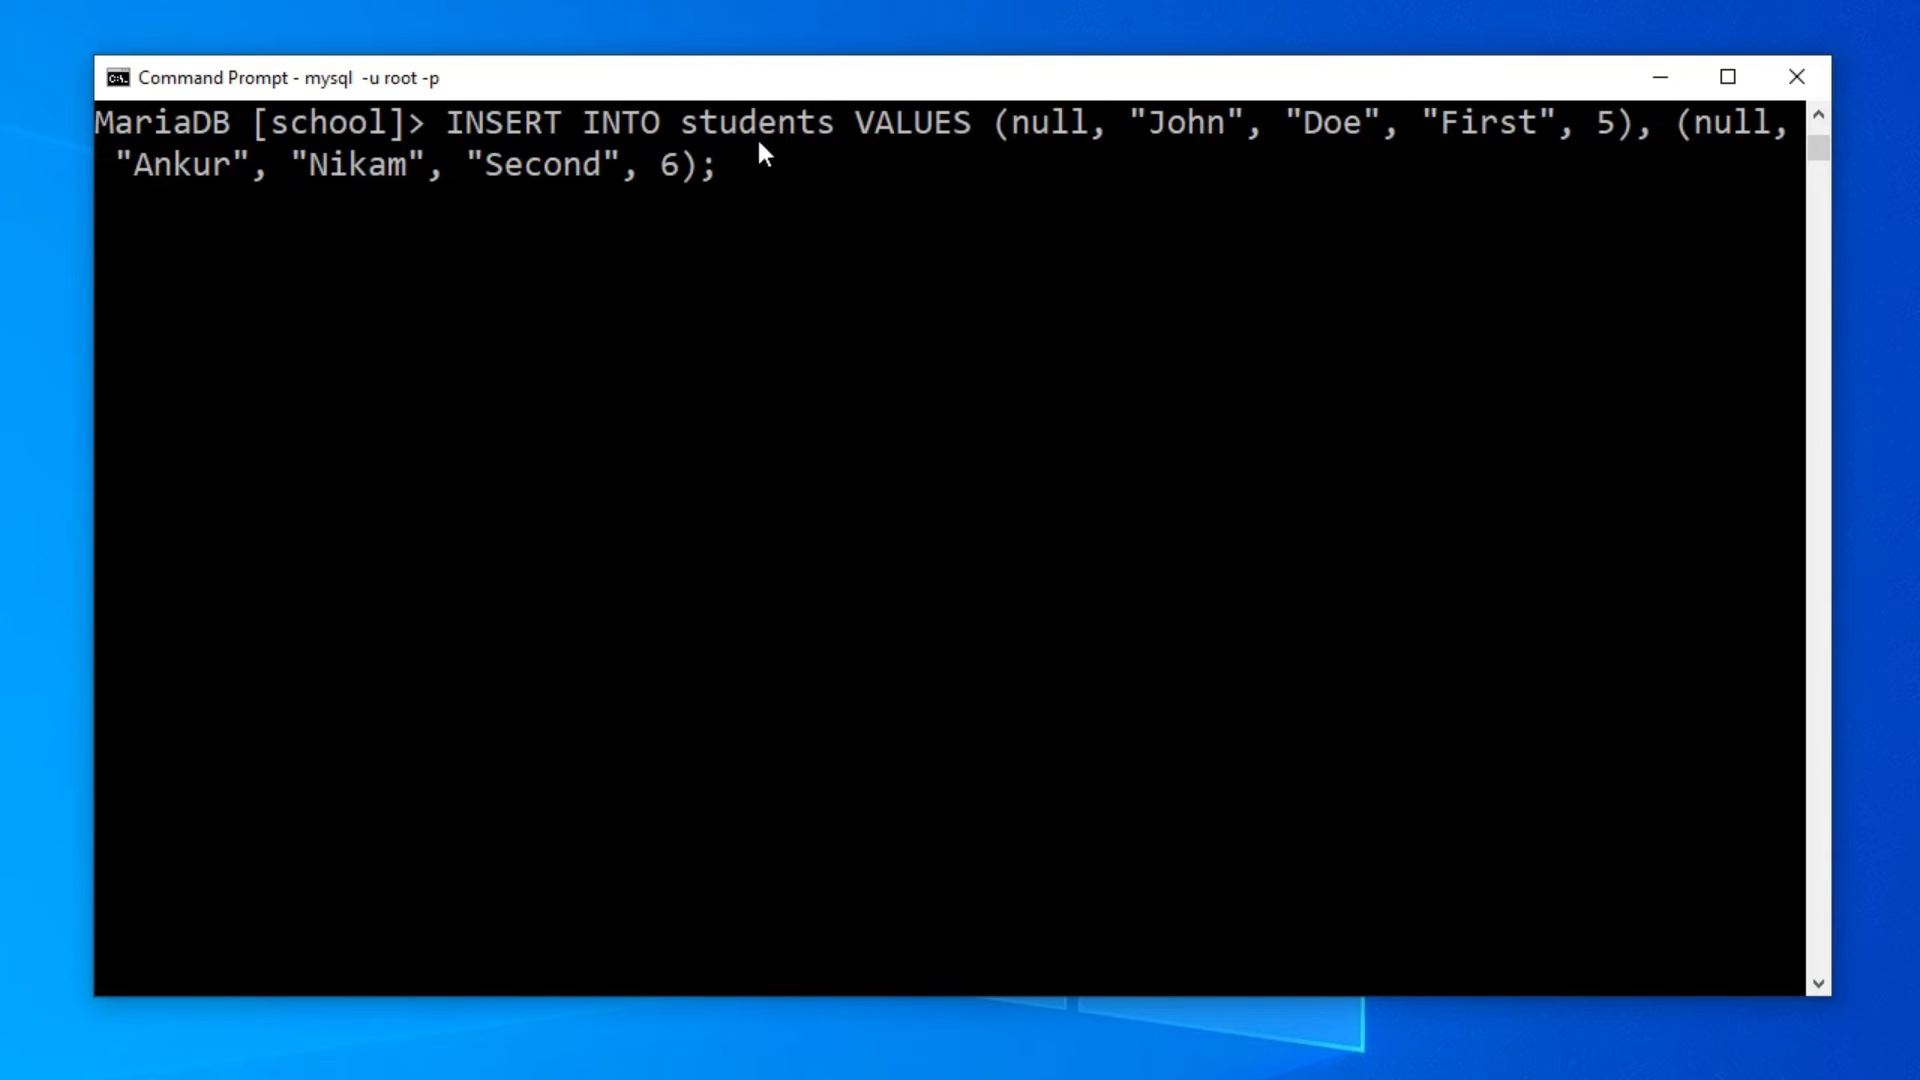 Command Prompt - mysql  -u root -p
MariaDB [school]> INSERT INTO students VALUES (null, "John", "Doe", "First", 5), (null,
 "Ankur", "Nikam", "Second", 6);